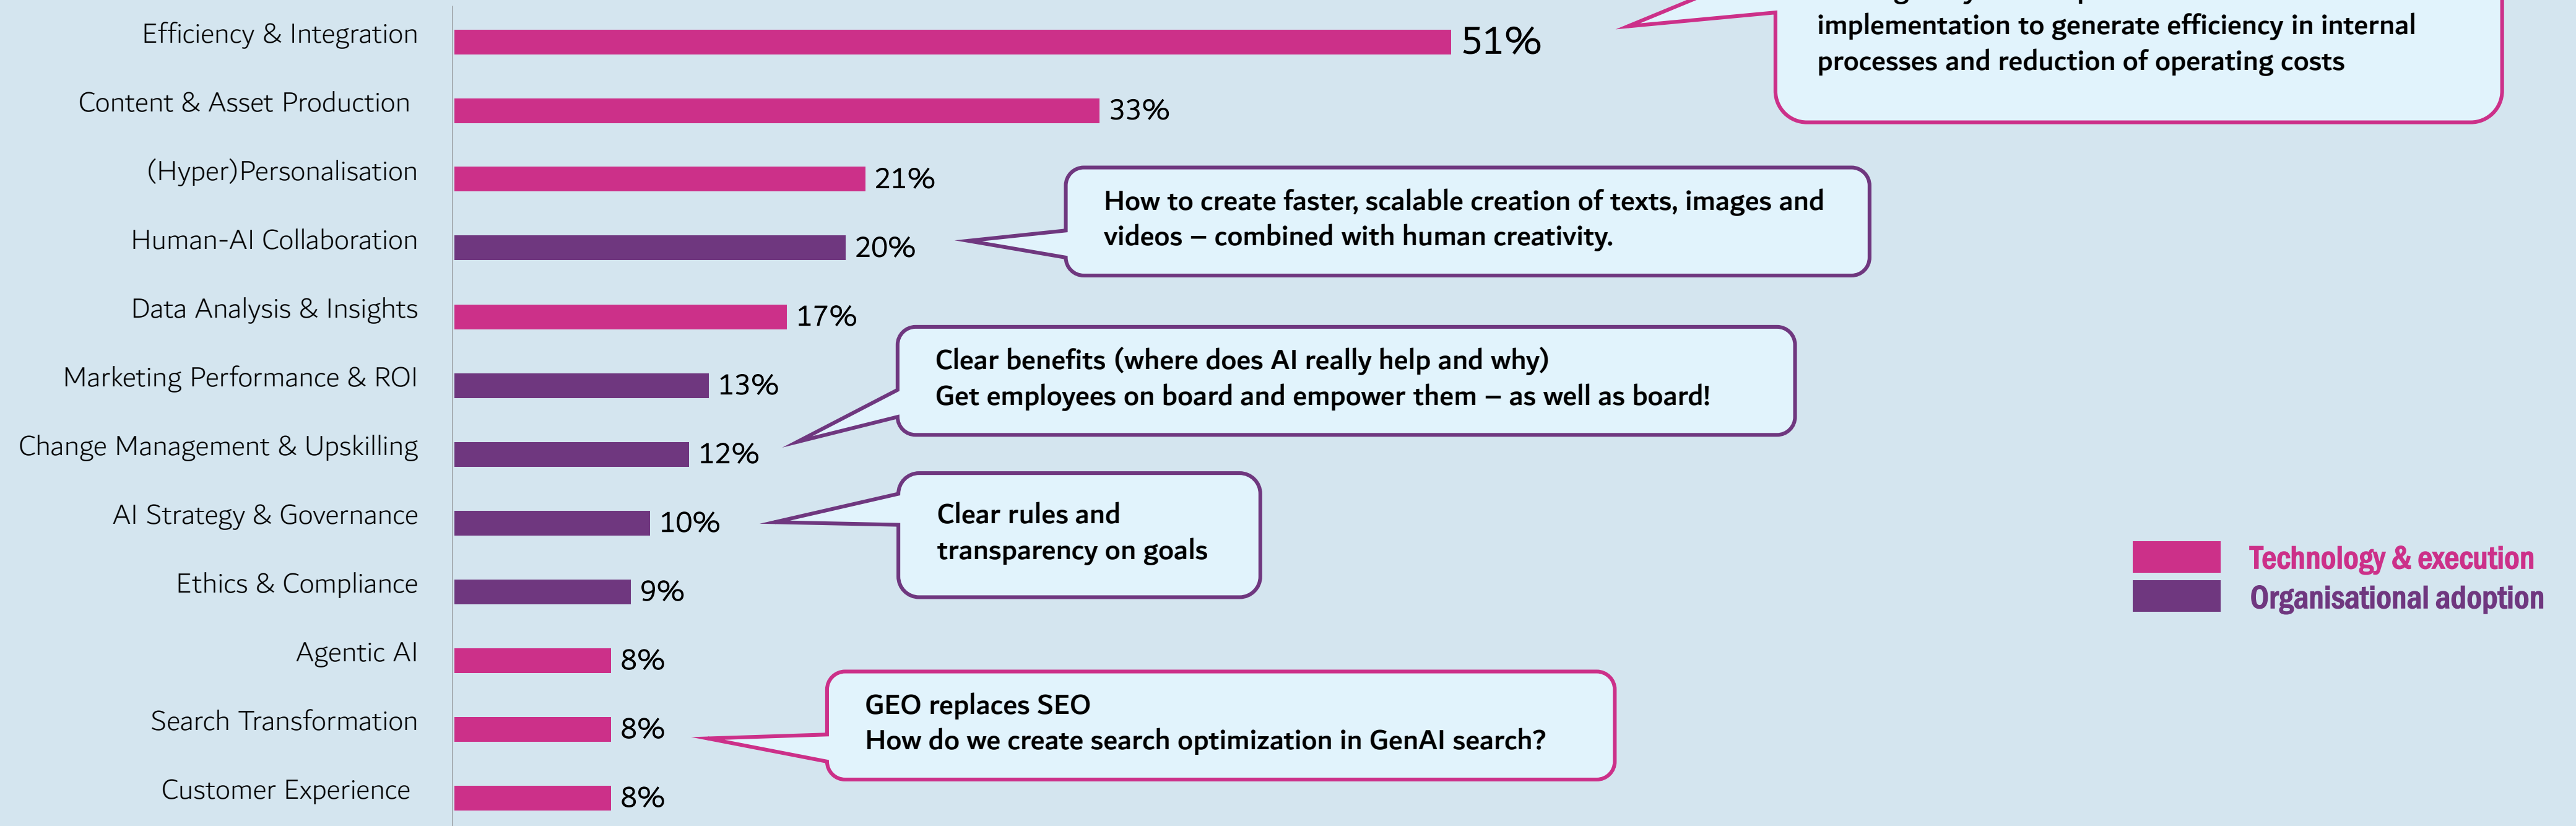 Efficiency & Integration
51%
implementation to generate efficiency in internal
processes and reduction of operating costs
Content & Asset Production
33%
(Hyper)Personalisation
21%
How to create faster, scalable creation of texts, images and
videos – combined with human creativity.
Human-AI Collaboration
20%
Data Analysis & Insights
17%
Clear benefits (where does AI really help and why)
Get employees on board and empower them – as well as board!
Marketing Performance & ROI
13%
Change Management & Upskilling
12%
AI Strategy & Governance
10%
Clear rules and
transparency on goals
Ethics & Compliance
9%
Technology & execution
Organisational adoption
Agentic AI
8%
GEO replaces SEO
How do we create search optimization in GenAI search?
Search Transformation
8%
Customer Experience
8%